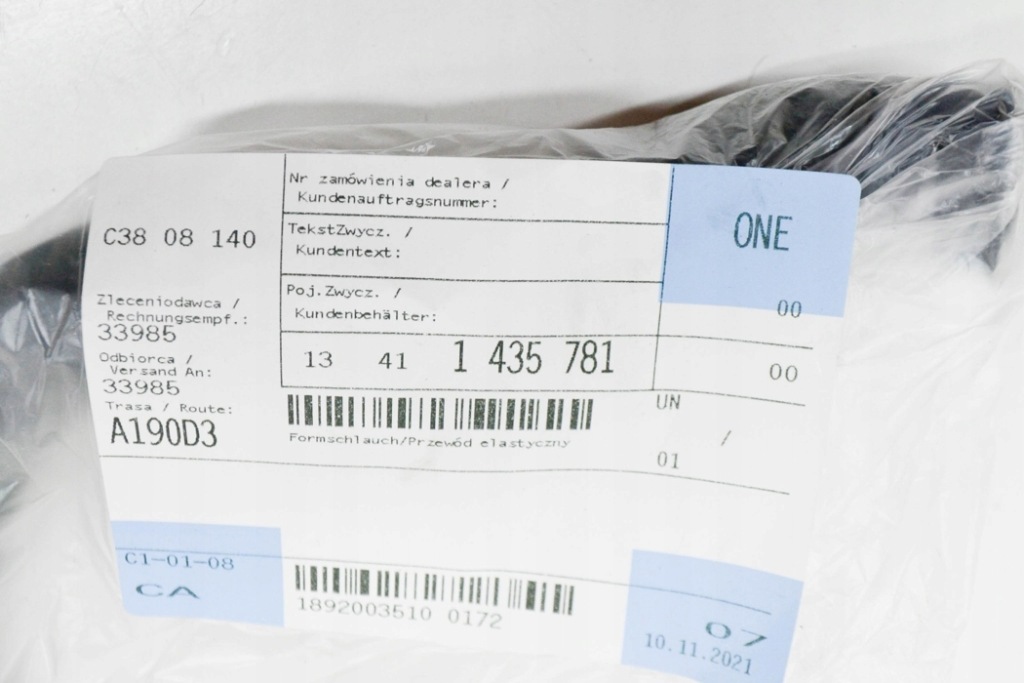 C38 08 140
Zleceniodawca /
Rechnungsempf.:
33985
Odbiorca /
Versand An:
33985
Trasa / Route:
A190D3
Nr zamówienia dealera /
Kundenauftragsnummer:
TekstZwycz. /
Kundentext:
Poj.Zwycz. /
Kundenbehälter:
13 41 1 435 781
Formschlauch/Przewód elastyczny
ONE
00
00
UN
/
01
C1-01-08
CA
1892003510 0172
07
10.11.2021